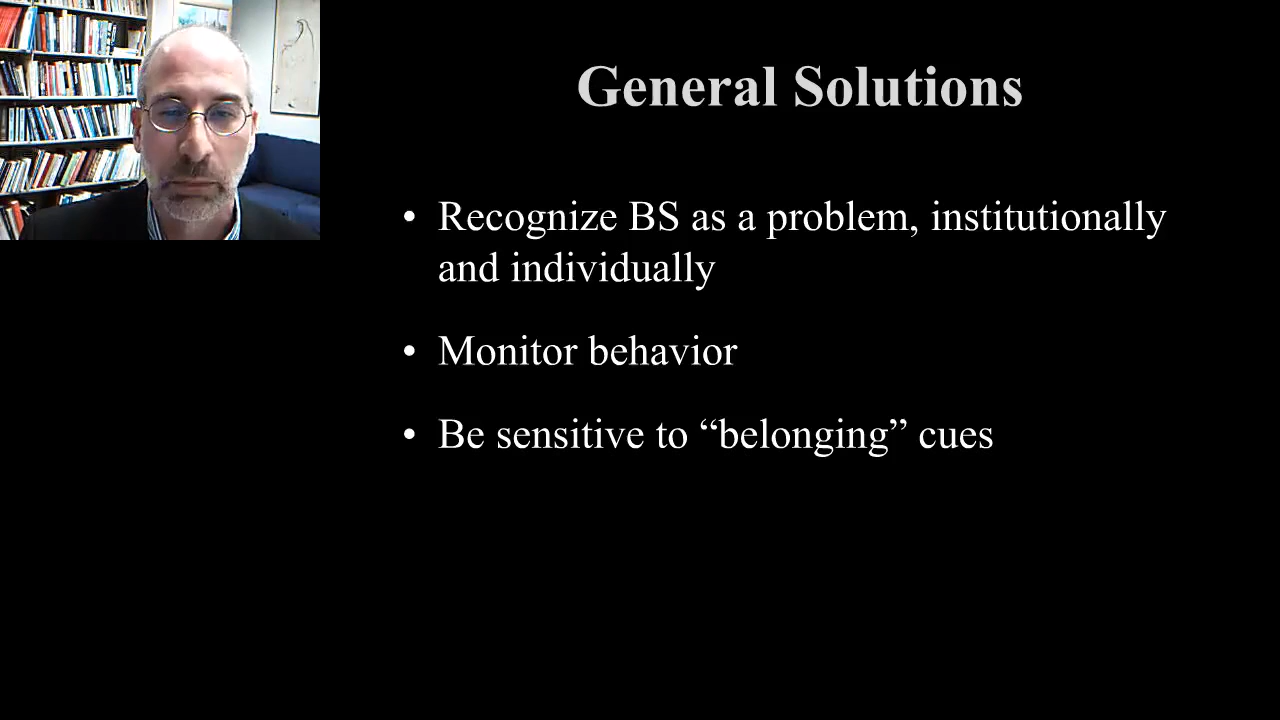 General Solutions
• Recognize BS as a problem, institutionally
and individually
• Monitor behavior
• Be sensitive to “belonging” cues